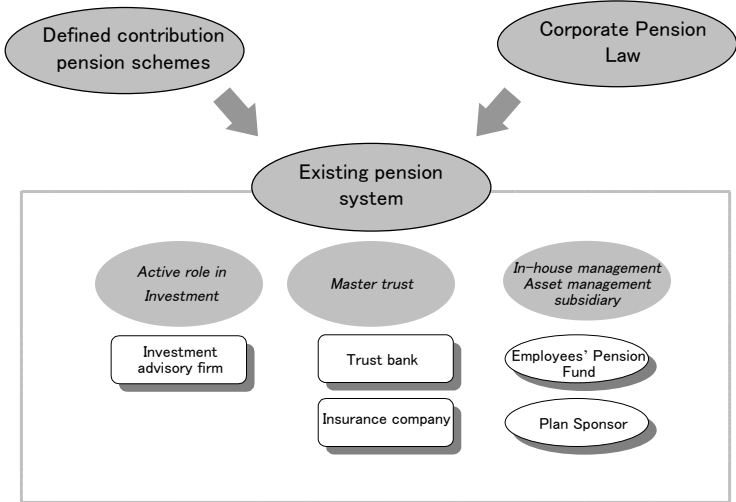 Defined contribution
pension schemes
Corporate Pension
Law
Existing pension
system
Active role in
Investment
Master trust
In-house management
Asset management
subsidiary
Investment
advisory firm
Trust bank
Employees' Pension
Fund
Insurance company
Plan Sponsor